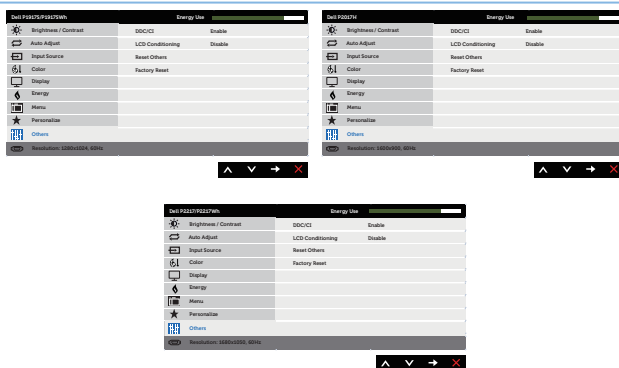 Dell P1917S/P1917SWh Energy Use
Brightness / Contrast DDC/CI Enable
Auto Adjust LCD Conditioning Disable
Input Source Reset Others
Color Factory Reset
Display
Energy
Menu
Personalize
Others
Resolution: 1280x1024, 60Hz
Dell P2017H Energy Use
Brightness / Contrast DDC/CI Enable
Auto Adjust LCD Conditioning Disable
Input Source Reset Others
Color Factory Reset
Display
Energy
Menu
Personalize
Others
Resolution: 1600x900, 60Hz
Dell P2217/P2217Wh Energy Use
Brightness / Contrast DDC/CI Enable
Auto Adjust LCD Conditioning Disable
Input Source Reset Others
Color Factory Reset
Display
Energy
Menu
Personalize
Others
Resolution: 1680x1050, 60Hz